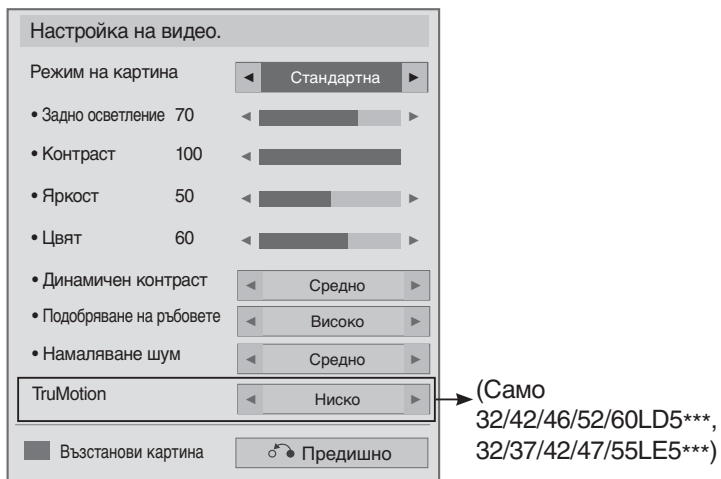 Настройка на видео.
Режим на картина ◄ Стандартна ►
• Задно осветление 70
• Контраст 100
• Яркост 50
• Цвят 60
• Динамичен контраст ◄ Средно ►
• Подобряване на ръбовете ◄ Високо ►
• Намаляване шум ◄ Средно ►
TruMotion ◄ Ниско ►
(Само
32/42/46/52/60LD5***,
32/37/42/47/55LE5***)
Възстанови картина Предишно